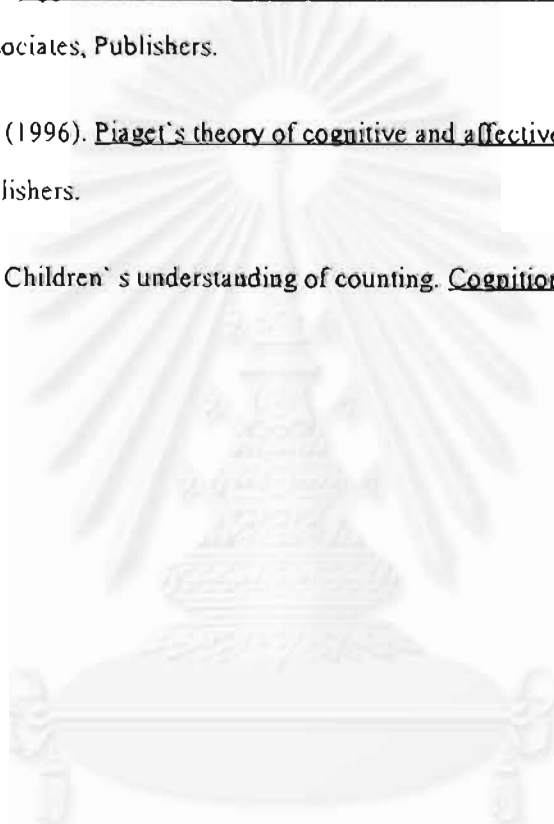 ociates, Publishers.
(1996). Piaget's theory of cognitive and affective
lishers.
Children' s understanding of counting. Cognition